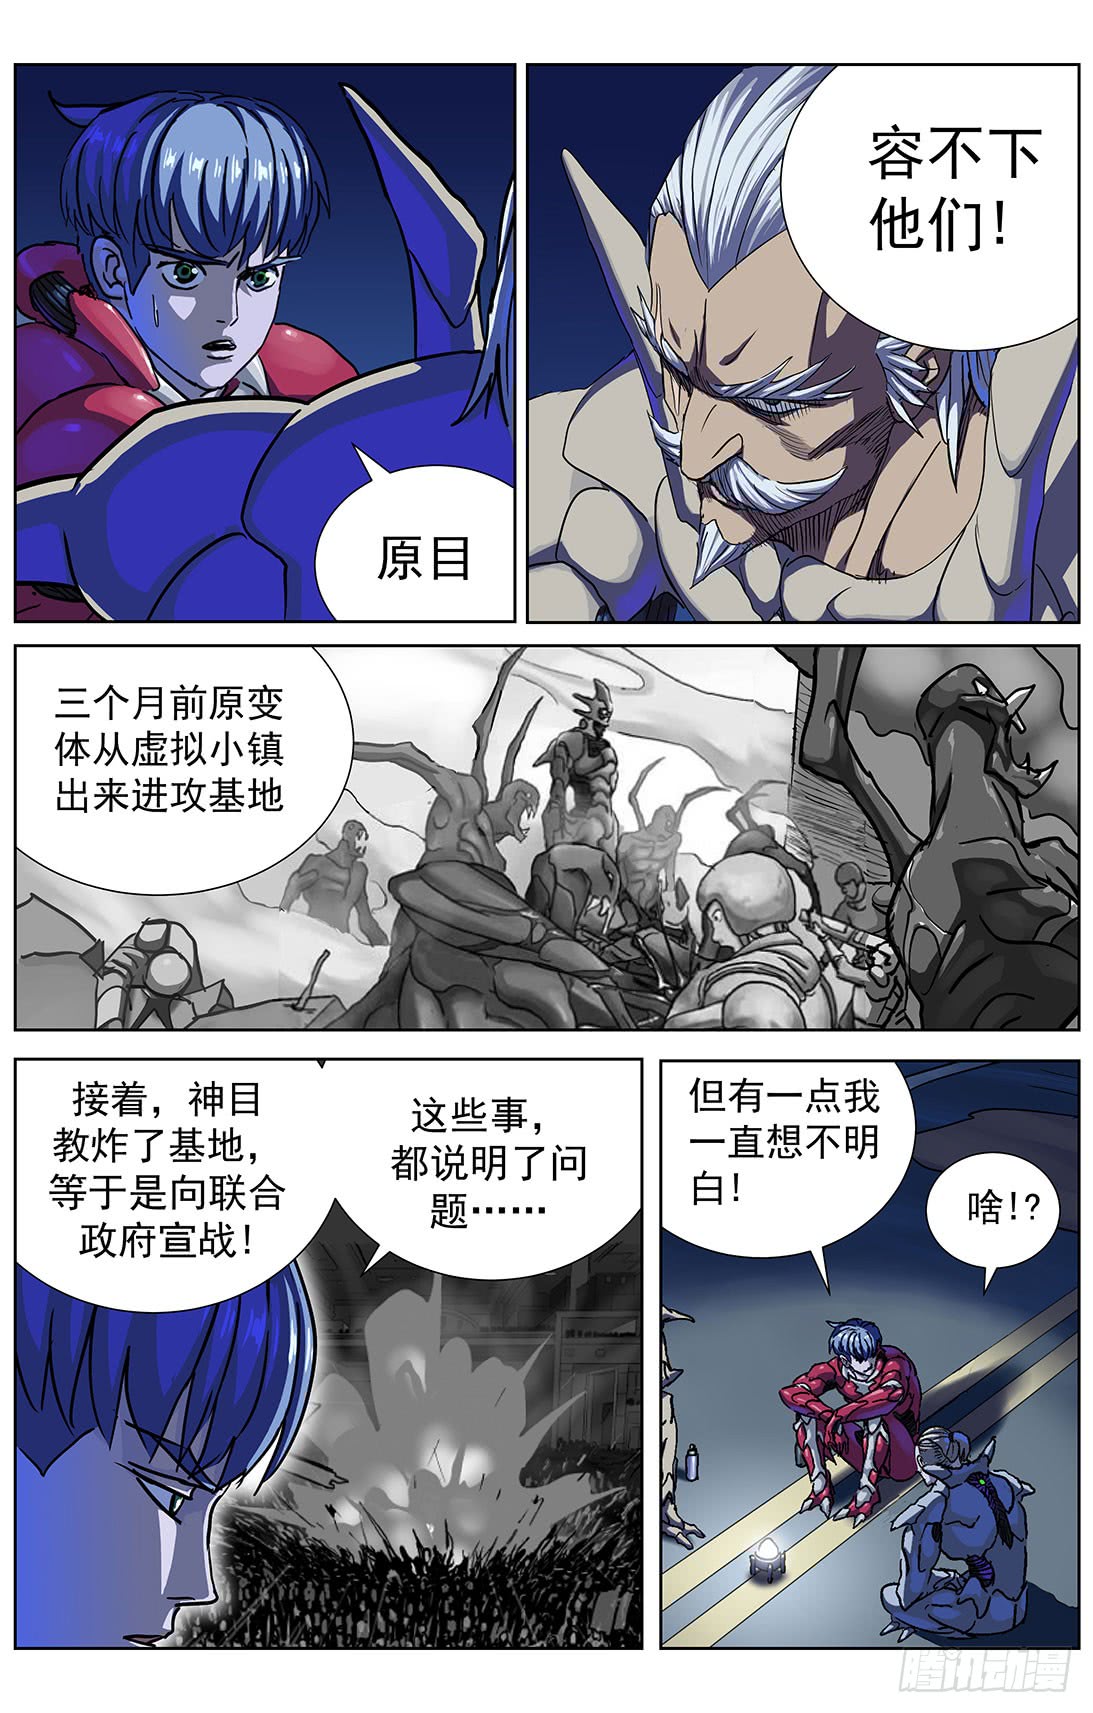 原目
容不下
他们！
三个月前原变
体从虚拟小镇
出来进攻基地
接着，神目
教炸了基地，
等于是向联合
政府宣战！
这些事，
都说明了问
题……
但有一点我
一直想不明
白！
啥！？
腾讯动漫